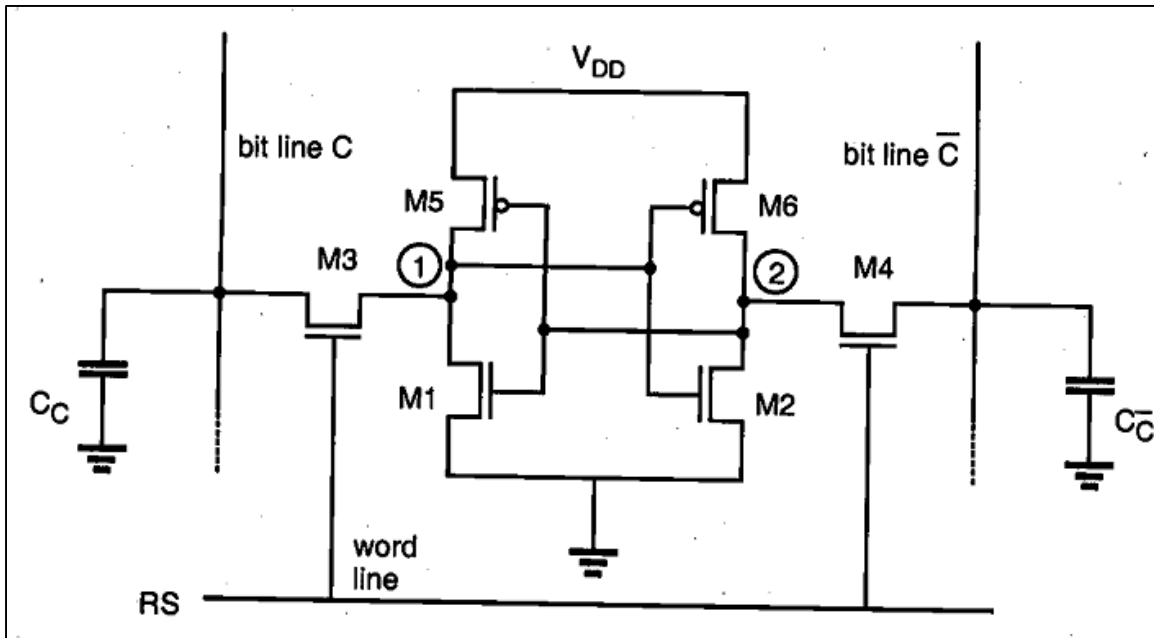 V_DD
bit line C
bit line C̅
M5
M6
M3
①
②
M4
M1
M2
C_C
C_C̅
word
line
RS